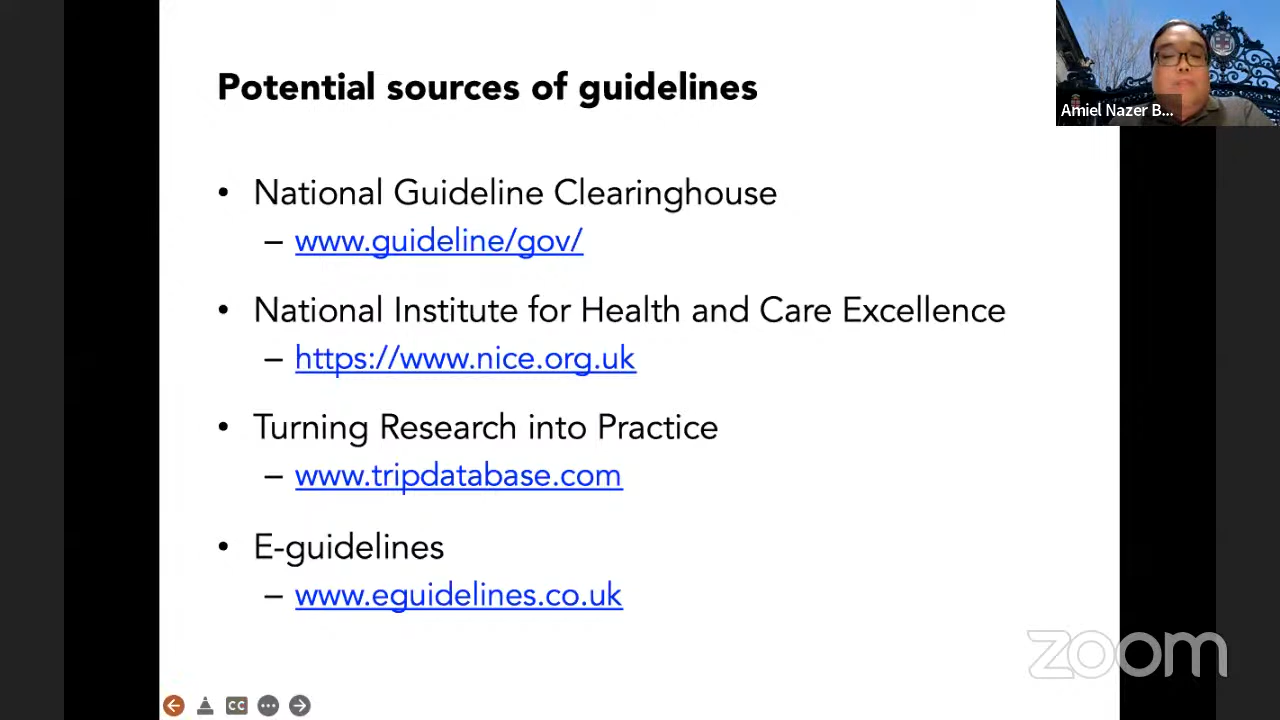 Potential sources of guidelines
Amiel Nazer B...
• National Guideline Clearinghouse
– www.guideline/gov/
• National Institute for Health and Care Excellence
– https://www.nice.org.uk
• Turning Research into Practice
– www.tripdatabase.com
• E-guidelines
– www.eguidelines.co.uk
zoom
CC